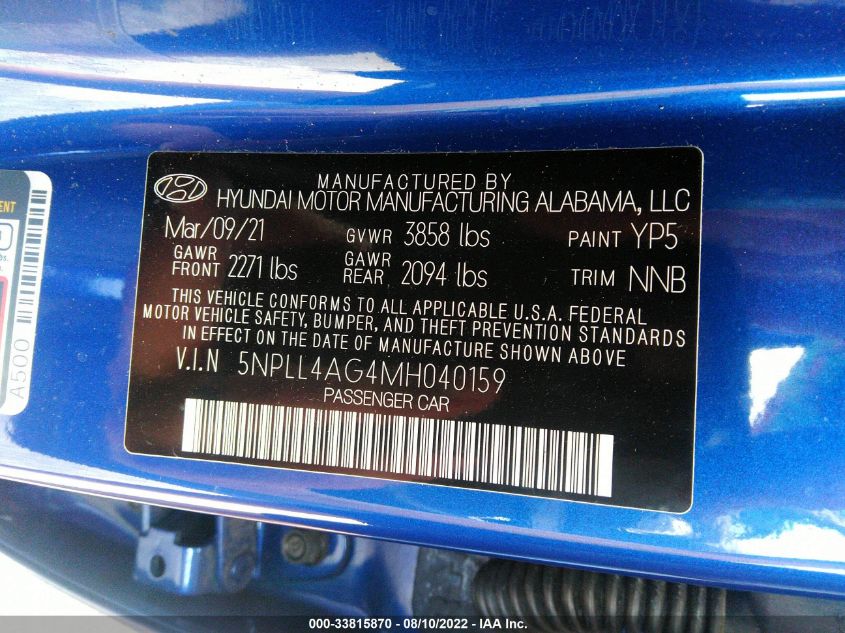 MANUFACTURED BY
HYUNDAI MOTOR MANUFACTURING ALABAMA, LLC
Mar/09/21 GVWR 3858 lbs PAINT YP5
GAWR FRONT 2271 lbs GAWR REAR 2094 lbs TRIM NNB
THIS VEHICLE CONFORMS TO ALL APPLICABLE U.S.A. FEDERAL
MOTOR VEHICLE SAFETY, BUMPER, AND THEFT PREVENTION STANDARDS
IN EFFECT ON THE DATE OF MANUFACTURE SHOWN ABOVE.
V.I.N 5NPLL4AG4MH040159
PASSENGER CAR
A500
000-33815870 - 08/10/2022 - IAA Inc.